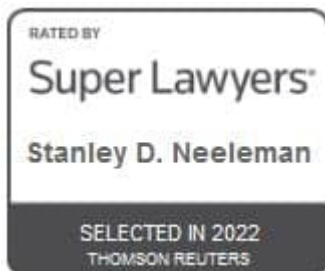 RATED BY
Super Lawyers®
Stanley D. Neeleman
SELECTED IN 2022
THOMSON REUTERS